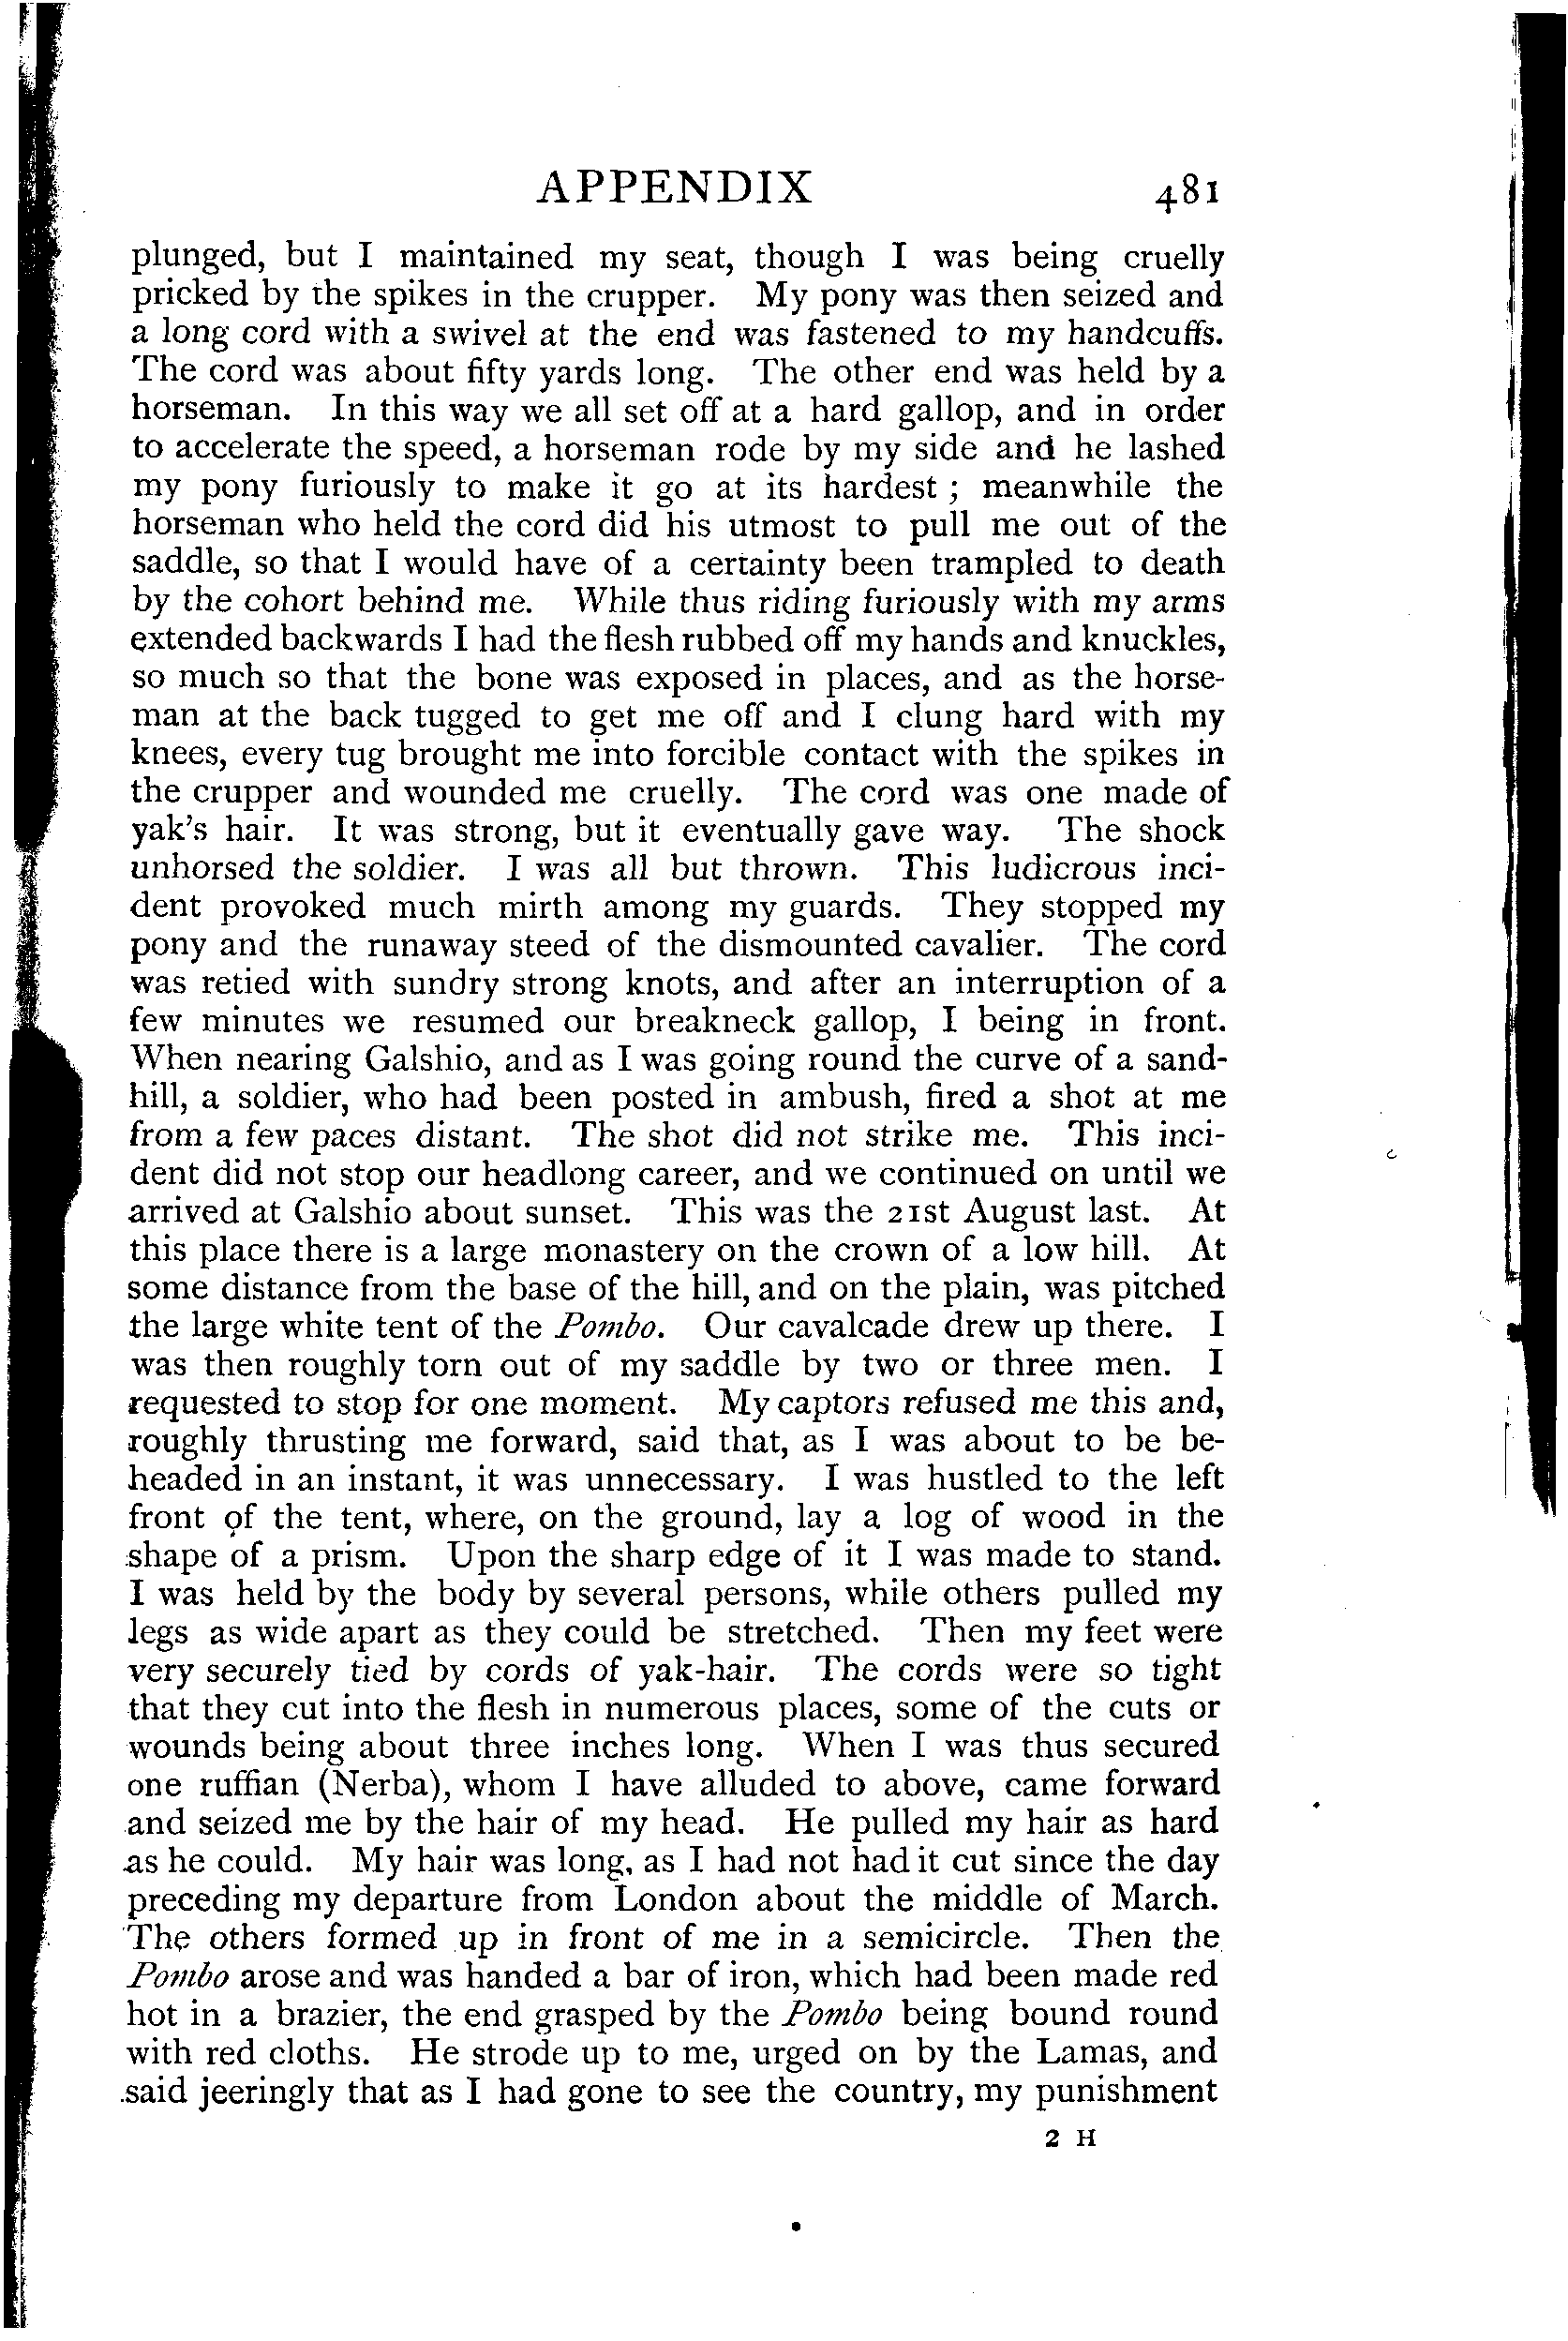 APPENDIX 481
plunged, but I maintained my seat, though I was being cruelly
pricked by the spikes in the crupper. My pony was then seized and
a long cord with a swivel at the end was fastened to my handcuffs.
The cord was about fifty yards long. The other end was held by a
horseman. In this way we all set off at a hard gallop, and in order
to accelerate the speed, a horseman rode by my side and he lashed
my pony furiously to make it go at its hardest ; meanwhile the
horseman who held the cord did his utmost to pull me out of the
saddle, so that I would have of a certainty been trampled to death
by the cohort behind me. While thus riding furiously with my arms
extended backwards I had the flesh rubbed off my hands and knuckles,
so much so that the bone was exposed in places, and as the horse-
man at the back tugged to get me off and I clung hard with my
knees, every tug brought me into forcible contact with the spikes in
the crupper and wounded me cruelly. The cord was one made of
yak's hair. It was strong, but it eventually gave way. The shock
unhorsed the soldier. I was all but thrown. This ludicrous inci-
dent provoked much mirth among my guards. They stopped my
pony and the runaway steed of the dismounted cavalier. The cord
was retied with sundry strong knots, and after an interruption of a
few minutes we resumed our breakneck gallop, I being in front.
When nearing Galshio, and as I was going round the curve of a sand-
hill, a soldier, who had been posted in ambush, fired a shot at me
from a few paces distant. The shot did not strike me. This inci-
dent did not stop our headlong career, and we continued on until we
arrived at Galshio about sunset. This was the 21st August last. At
this place there is a large monastery on the crown of a low hill. At
some distance from the base of the hill, and on the plain, was pitched
the large white tent of the Pombo. Our cavalcade drew up there. I
was then roughly torn out of my saddle by two or three men. I
requested to stop for one moment. My captors refused me this and,
roughly thrusting me forward, said that, as I was about to be be-
headed in an instant, it was unnecessary. I was hustled to the left
front of the tent, where, on the ground, lay a log of wood in the
shape of a prism. Upon the sharp edge of it I was made to stand.
I was held by the body by several persons, while others pulled my
legs as wide apart as they could be stretched. Then my feet were
very securely tied by cords of yak-hair. The cords were so tight
that they cut into the flesh in numerous places, some of the cuts or
wounds being about three inches long. When I was thus secured
one ruffian (Nerba), whom I have alluded to above, came forward
and seized me by the hair of my head. He pulled my hair as hard
as he could. My hair was long, as I had not had it cut since the day
preceding my departure from London about the middle of March.
The others formed up in front of me in a semicircle. Then the
Pombo arose and was handed a bar of iron, which had been made red
hot in a brazier, the end grasped by the Pombo being bound round
with red cloths. He strode up to me, urged on by the Lamas, and
said jeeringly that as I had gone to see the country, my punishment
2 H